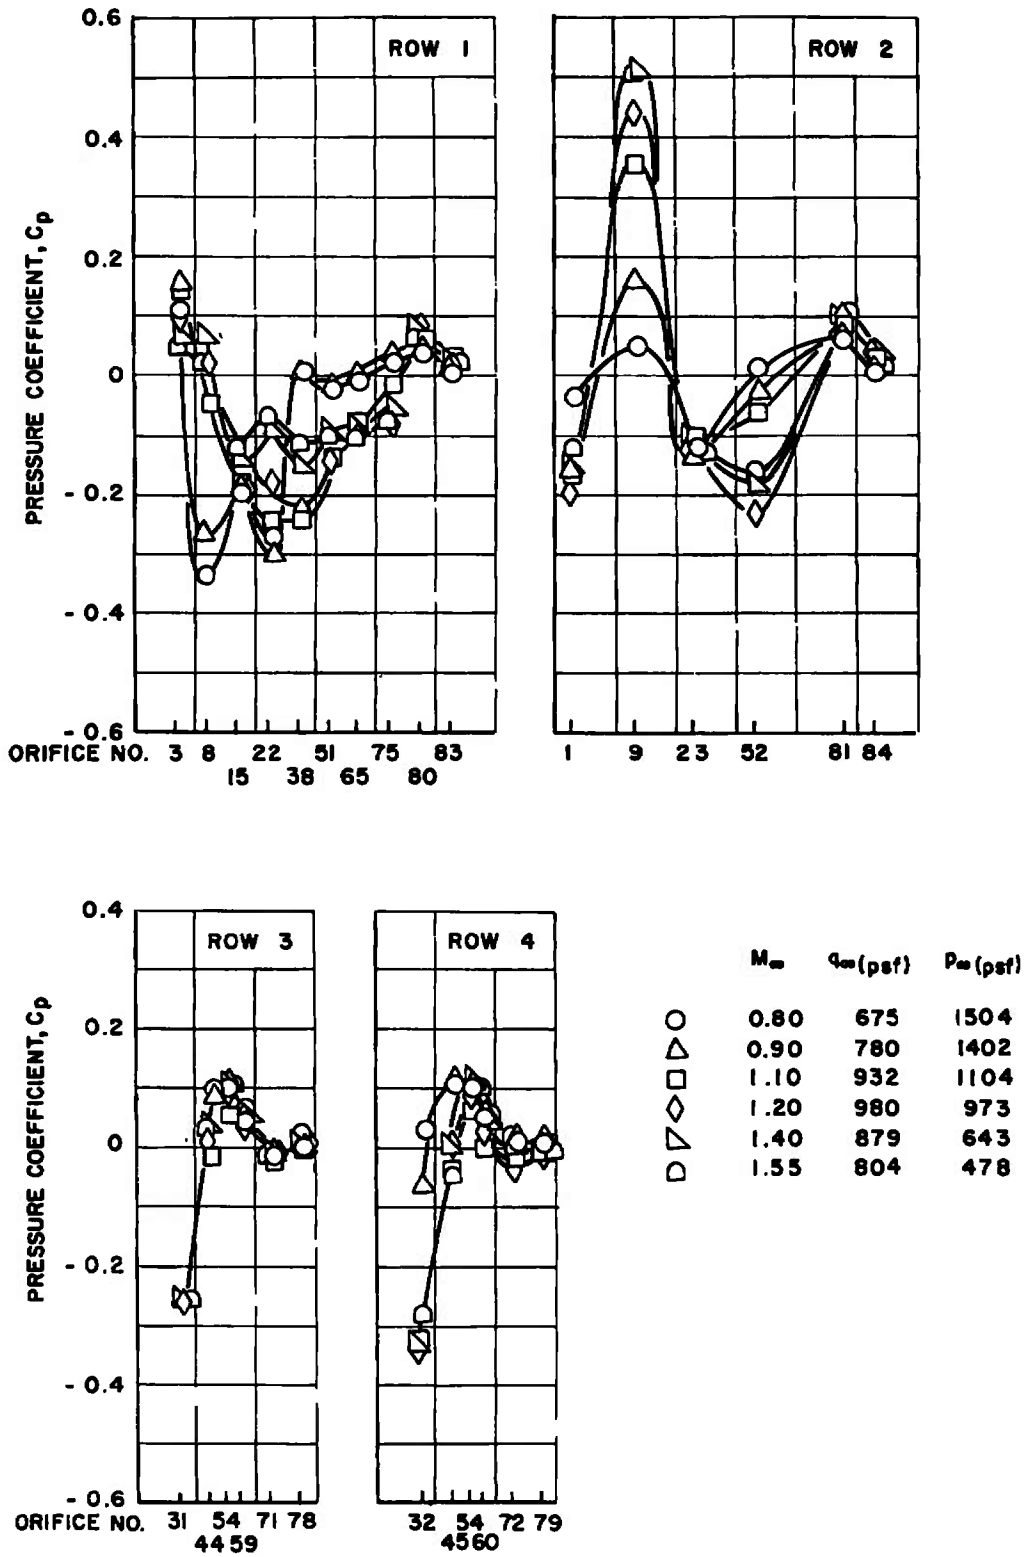 0.6
ROW 1
ROW 2
0.4
0.2
0
- 0.2
- 0.4
- 0.6
PRESSURE COEFFICIENT, Cp
ORIFICE NO. 3 8 22 51 75 83 1 9 23 52 81 84
15 38 65 80
0.4
ROW 3
ROW 4
0.2
0
- 0.2
- 0.4
- 0.6
PRESSURE COEFFICIENT, Cp
ORIFICE NO. 31 54 71 78 32 54 72 79
44 59 45 60
M∞ q∞ (psf) p∞ (psf)
0.80 675 1504
0.90 780 1402
1.10 932 1104
1.20 980 973
1.40 879 643
1.55 804 478